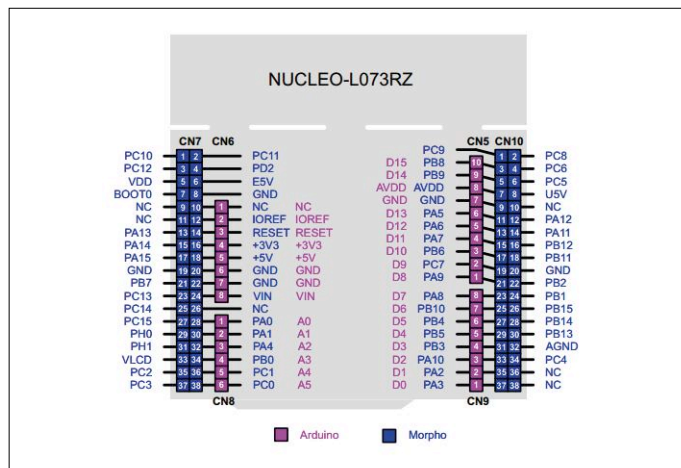 NUCLEO-L073RZ
CN7 CN6 CN5 CN10
PC9
PC10 1 2 PC11 D15 PB8 10 1 2 PC8
PC12 3 4 PD2 D14 PB9 9 3 4 PC6
VDD 5 6 E5V AVDD AVDD 8 5 6 PC5
BOOT0 7 8 GND GND GND 7 7 8 U5V
NC 9 10 1 NC NC D13 PA5 6 9 10 NC
NC 11 12 2 IOREF IOREF D12 PA6 5 11 12 PA12
PA13 13 14 3 RESET RESET D11 PA7 4 13 14 PA11
PA14 15 16 4 +3V3 +3V3 D10 PB6 3 15 16 PB12
PA15 17 18 5 +5V +5V D9 PC7 2 17 18 PB11
GND 19 20 6 GND GND D8 PA9 1 19 20 GND
PB7 21 22 7 GND GND 21 22 PB2
PC13 23 24 8 VIN VIN D7 PA8 8 23 24 PB1
PC14 25 26 NC D6 PB10 7 25 26 PB15
PC15 27 28 1 PA0 A0 D5 PB4 6 27 28 PB14
PH0 29 30 2 PA1 A1 D4 PB5 5 29 30 PB13
PH1 31 32 3 PA4 A2 D3 PB3 4 31 32 AGND
VLCD 33 34 4 PB0 A3 D2 PA10 3 33 34 PC4
PC2 35 36 5 PC1 A4 D1 PA2 2 35 36 NC
PC3 37 38 6 PC0 A5 D0 PA3 1 37 38 NC
CN8 CN9
Arduino Morpho